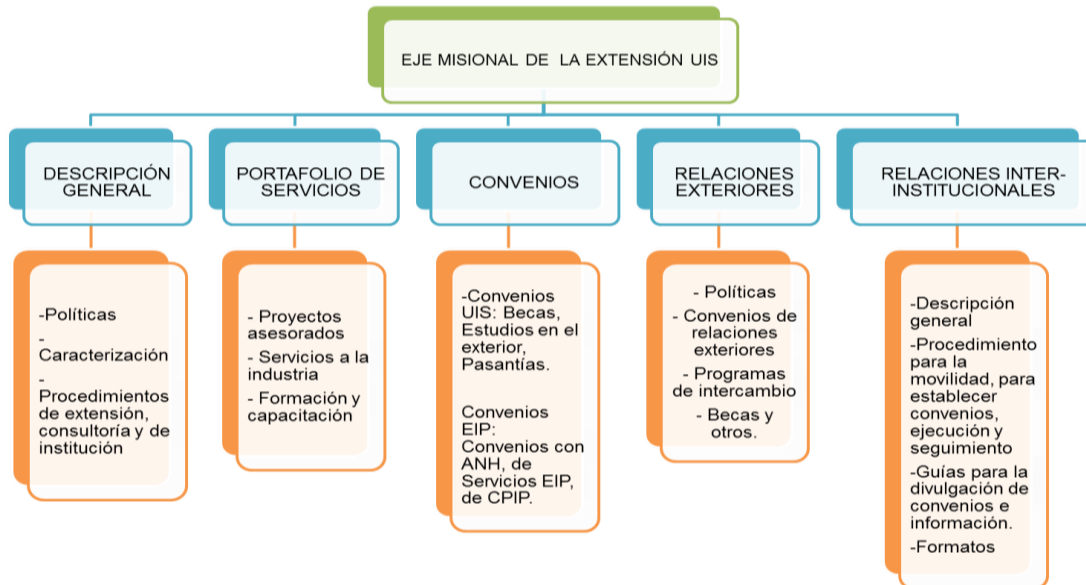 EJE MISIONAL DE LA EXTENSIÓN UIS
DESCRIPCIÓN
GENERAL
-Políticas
-
Caracterización
-
Procedimientos
de extensión,
consultoría y de
institución
PORTAFOLIO DE
SERVICIOS
- Proyectos
asesorados
- Servicios a la
industria
- Formación y
capacitación
CONVENIOS
-Convenios
UIS: Becas,
Estudios en el
exterior,
Pasantías.
Convenios
EIP:
Convenios con
ANH, de
Servicios EIP,
de CPIP.
RELACIONES
EXTERIORES
- Políticas
- Convenios de
relaciones
exteriores
- Programas
de intercambio
- Becas y
otros.
RELACIONES INTER-
INSTITUCIONALES
-Descripción
general
-Procedimiento
para la
movilidad, para
establecer
convenios,
ejecución y
seguimiento
-Guías para la
divulgación de
convenios e
información.
-Formatos